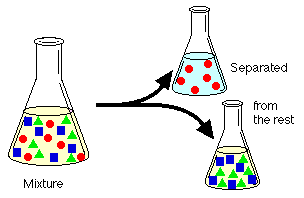 Separated
from
the rest
Mixture